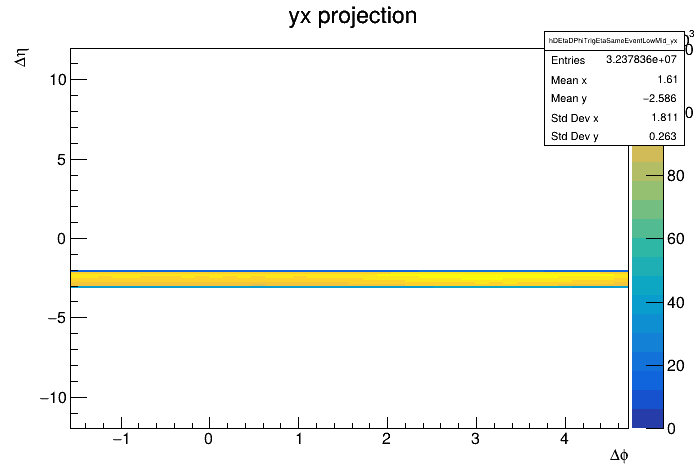 yx projection
hDEtaDPhiTrigEtaSameEventLowMid_yx
Entries 3.237836e+07
Mean x 1.61
Mean y −2.586
Std Dev x 1.811
Std Dev y 0.263
Δη
10
5
0
−5
−10
−1 0 1 2 3 4
Δϕ
80
60
40
20
0